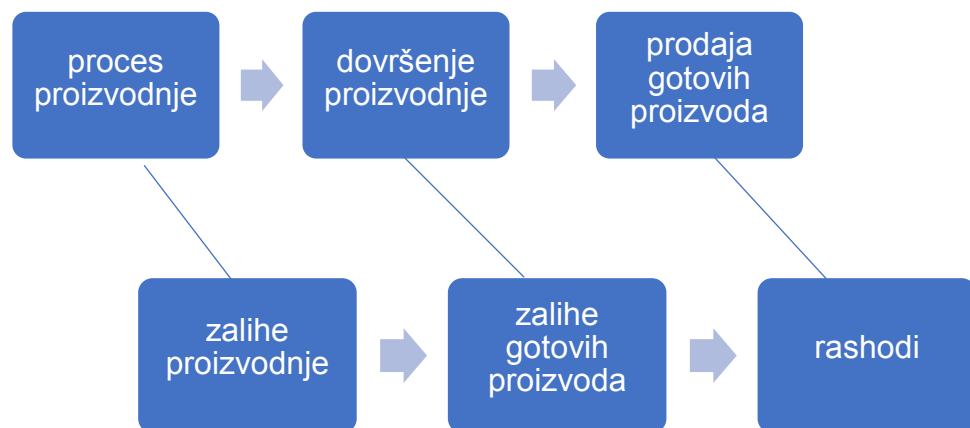 proces
proizvodnje
dovršenje
proizvodnje
prodaja
gotovih
proizvoda
zalihe
proizvodnje
zalihe
gotovih
proizvoda
rashodi